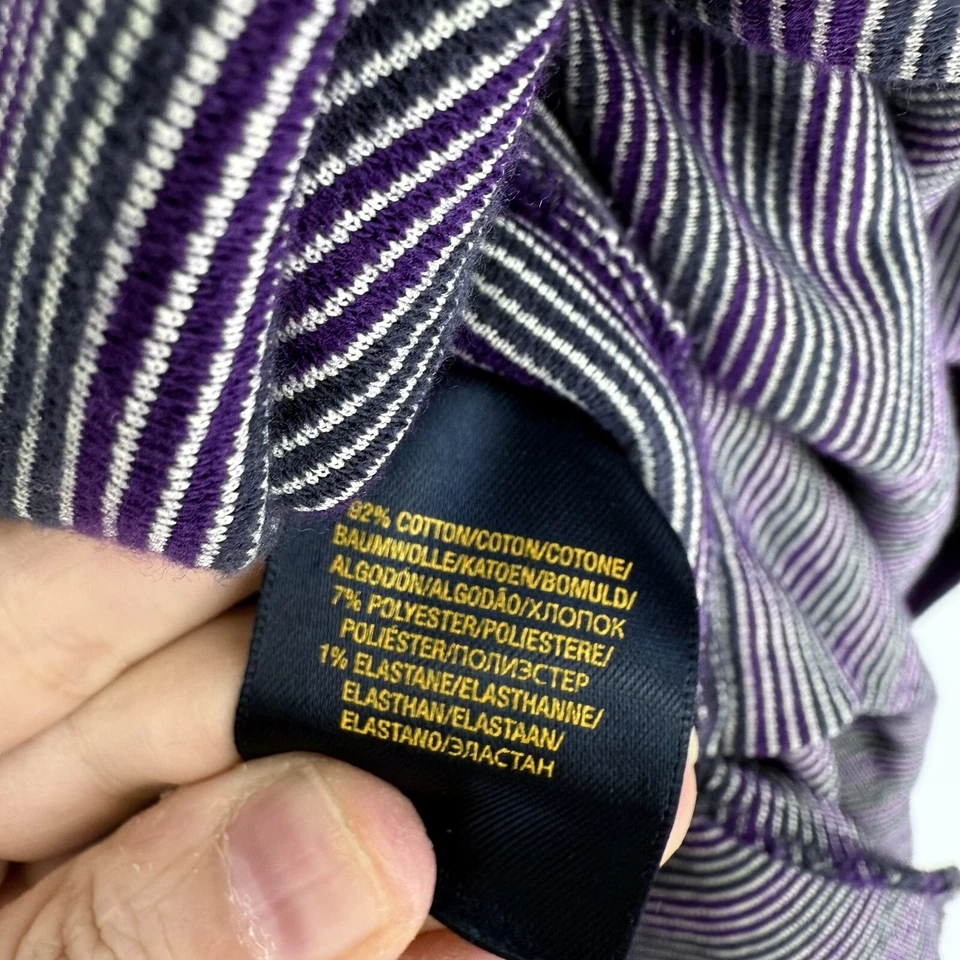 92% COTTON/COTON/COTONE/
BAUMWOLLE/KATOEN/BOMULD/
ALGODÓN/ALGODÃO/ХЛОПОК
7% POLYESTER/POLIESTERE/
POLIÉSTER/ПОЛИЭСТЕР
1% ELASTANE/ELASTHANNE/
ELASTHAN/ELASTAAN/
ELASTANO/ЭЛАСТАН